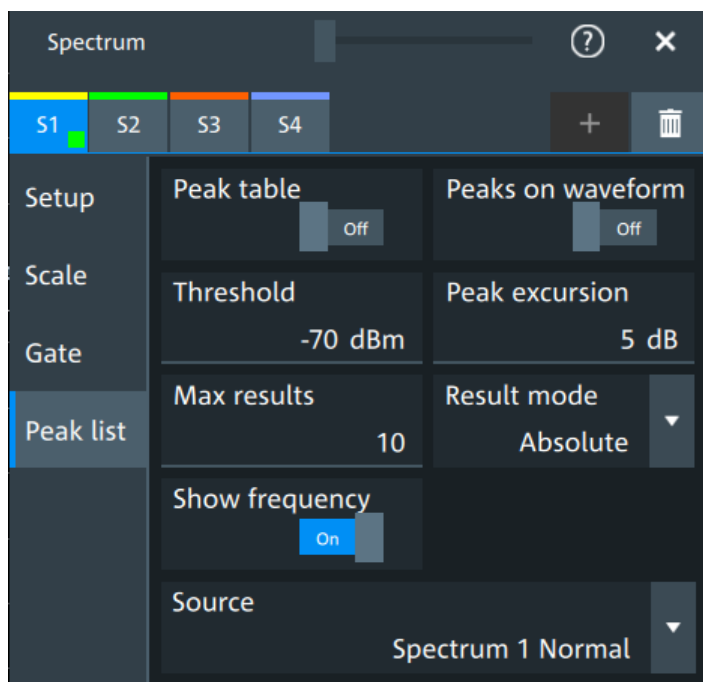 Spectrum ? ×
S1 S2 S3 S4 +
Setup
Scale
Gate
Peak list
Peak table
Off
Peaks on waveform
Off
Threshold
-70 dBm
Peak excursion
5 dB
Max results
10
Result mode
Absolute
Show frequency
On
Source
Spectrum 1 Normal